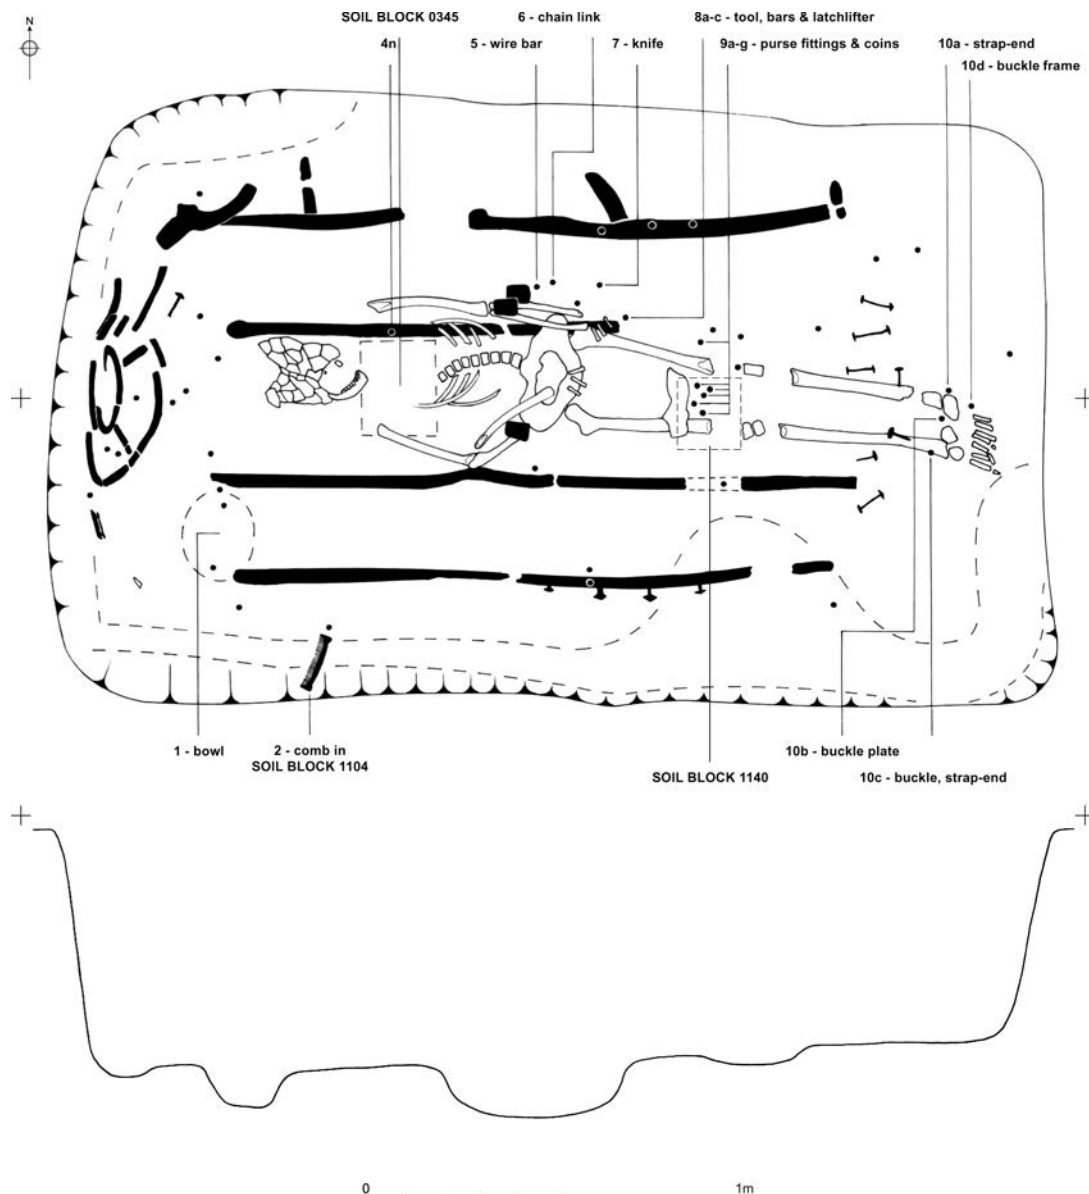 N
SOIL BLOCK 0345
6 - chain link
8a-c - tool, bars & latchlifter
4n
5 - wire bar
7 - knife
9a-g - purse fittings & coins
10a - strap-end
10d - buckle frame
1 - bowl
2 - comb in
SOIL BLOCK 1104
SOIL BLOCK 1140
10b - buckle plate
10c - buckle, strap-end
0
1m